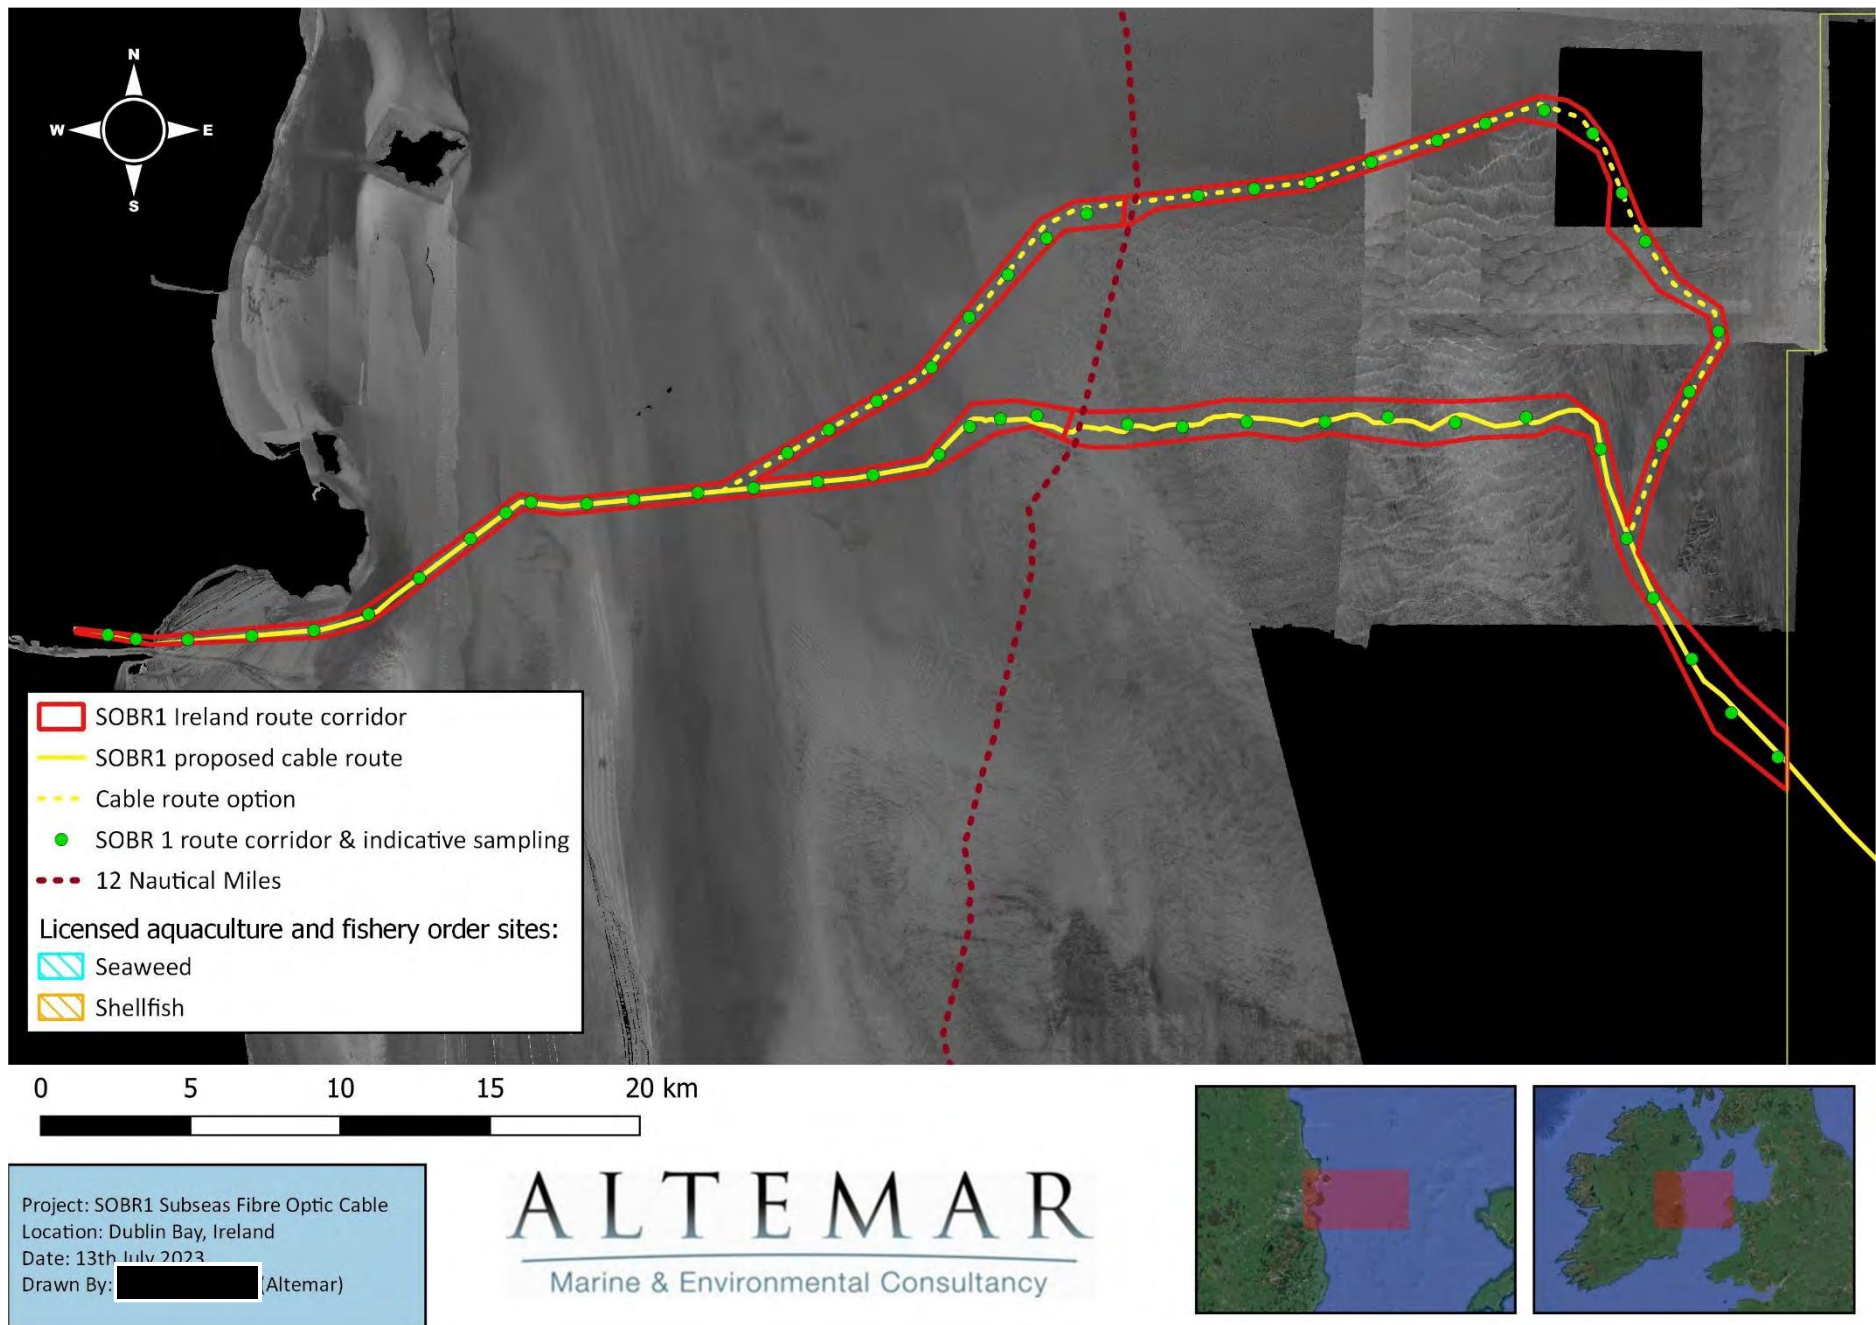 N
W
E
S
SOBR1 Ireland route corridor
SOBR1 proposed cable route
Cable route option
SOBR 1 route corridor & indicative sampling
12 Nautical Miles
Licensed aquaculture and fishery order sites:
Seaweed
Shellfish
0 5 10 15 20 km
Project: SOBR1 Subseas Fibre Optic Cable
Location: Dublin Bay, Ireland
Date: 13th July 2023
Drawn By: (Altemar)
ALTEMAR
Marine & Environmental Consultancy